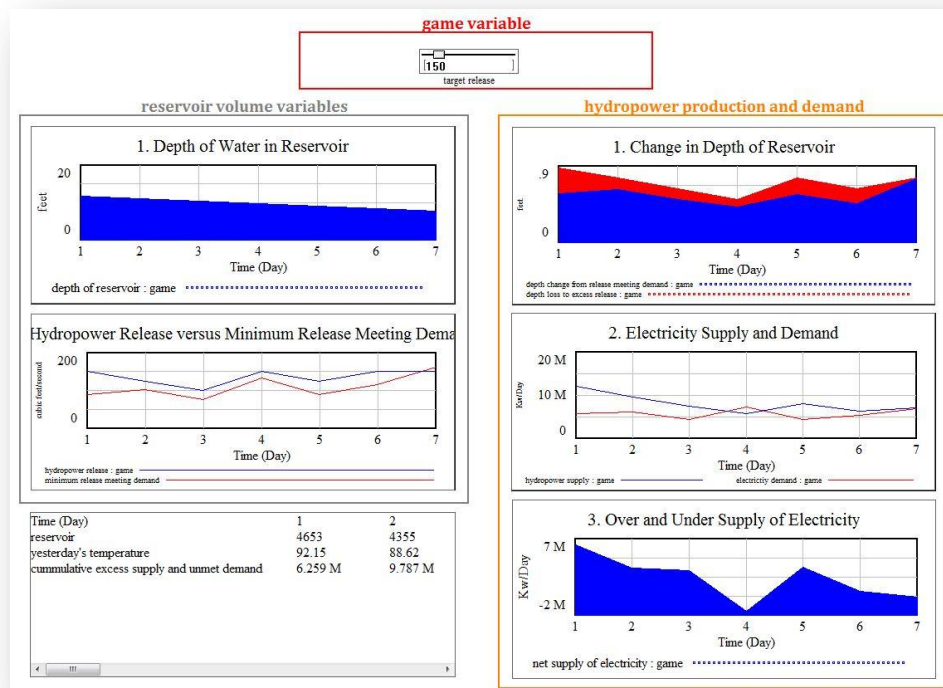 game variable
150
target release
reservoir volume variables
1. Depth of Water in Reservoir
20
0
feet
1 2 3 4 5 6 7
Time (Day)
depth of reservoir : game
Hydropower Release versus Minimum Release Meeting Dema
200
0
cubic feet/second
1 2 3 4 5 6 7
Time (Day)
hydropower release : game
minimum release meeting demand
Time (Day) 1 2
reservoir 4653 4355
yesterday's temperature 92.15 88.62
cummulative excess supply and unmet demand 6.259 M 9.787 M
hydropower production and demand
1. Change in Depth of Reservoir
.9
0
feet
1 2 3 4 5 6 7
Time (Day)
depth change from release meeting demand : game
depth loss to excess release : game
2. Electricity Supply and Demand
20 M
10 M
0
Kw/Day
1 2 3 4 5 6 7
Time (Day)
hydropower supply : game electrictiy demand : game
3. Over and Under Supply of Electricity
7 M
-2 M
Kw/Day
1 2 3 4 5 6 7
Time (Day)
net supply of electricity : game